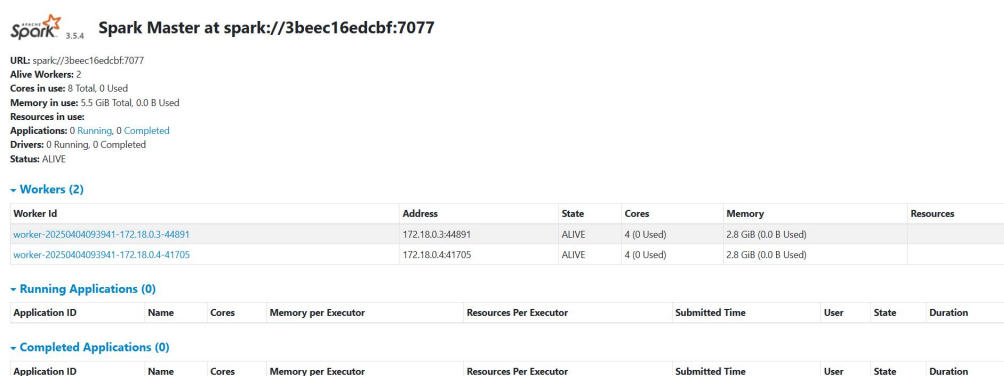 APACHE Spark 3.5.4 Spark Master at spark://3beec16edcbf:7077
URL: spark://3beec16edcbf:7077
Alive Workers: 2
Cores in use: 8 Total, 0 Used
Memory in use: 5.5 GiB Total, 0.0 B Used
Resources in use:
Applications: 0 Running, 0 Completed
Drivers: 0 Running, 0 Completed
Status: ALIVE
Workers (2)
Worker Id Address State Cores Memory Resources
worker-20250404093941-172.18.0.3-44891 172.18.0.3:44891 ALIVE 4 (0 Used) 2.8 GiB (0.0 B Used)
worker-20250404093941-172.18.0.4-41705 172.18.0.4:41705 ALIVE 4 (0 Used) 2.8 GiB (0.0 B Used)
Running Applications (0)
Application ID Name Cores Memory per Executor Resources Per Executor Submitted Time User State Duration
Completed Applications (0)
Application ID Name Cores Memory per Executor Resources Per Executor Submitted Time User State Duration